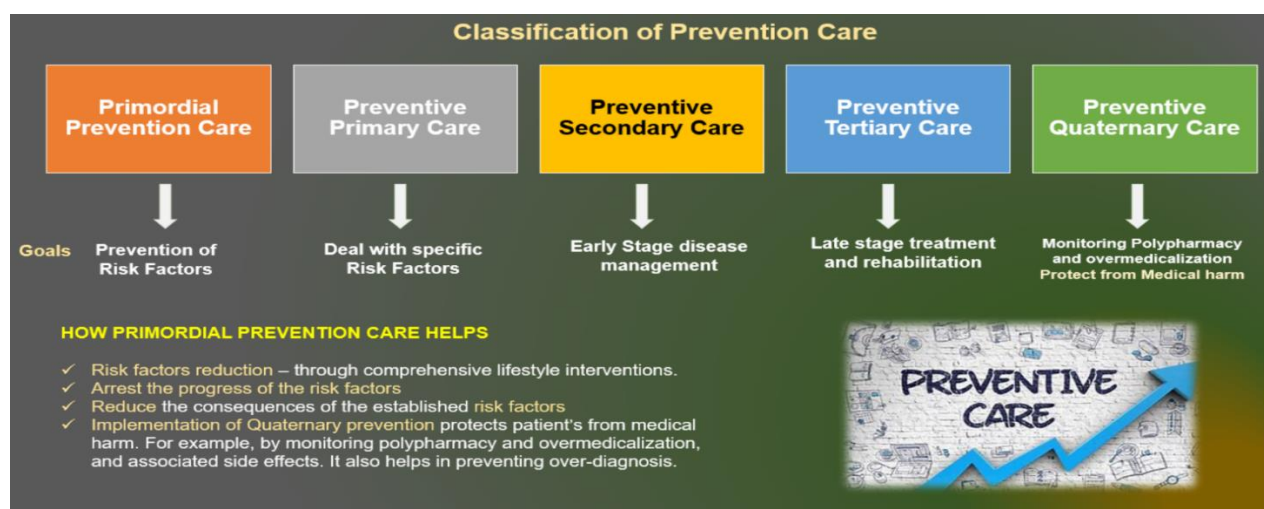 Classification of Prevention Care
Primordial
Prevention Care
Preventive
Primary Care
Preventive
Secondary Care
Preventive
Tertiary Care
Preventive
Quaternary Care
Goals
Prevention of
Risk Factors
Deal with specific
Risk Factors
Early Stage disease
management
Late stage treatment
and rehabilitation
Monitoring Polypharmacy
and overmedicalization
Protect from Medical harm
HOW PRIMORDIAL PREVENTION CARE HELPS
✓ Risk factors reduction – through comprehensive lifestyle interventions.
✓ Arrest the progress of the risk factors
✓ Reduce the consequences of the established risk factors
✓ Implementation of Quaternary prevention protects patient's from medical
harm. For example, by monitoring polypharmacy and overmedicalization,
and associated side effects. It also helps in preventing over-diagnosis.
PREVENTIVE
CARE